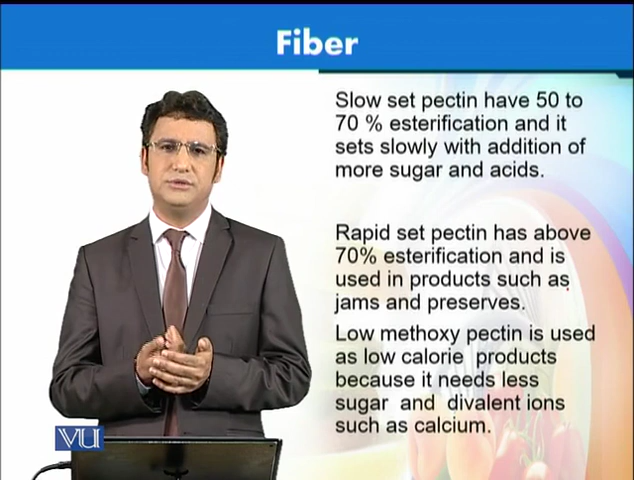 Fiber
Slow set pectin have 50 to
70 % esterification and it
sets slowly with addition of
more sugar and acids.
Rapid set pectin has above
70% esterification and is
used in products such as
jams and preserves.
Low methoxy pectin is used
as low calorie products
because it needs less
sugar and divalent ions
such as calcium.
VU